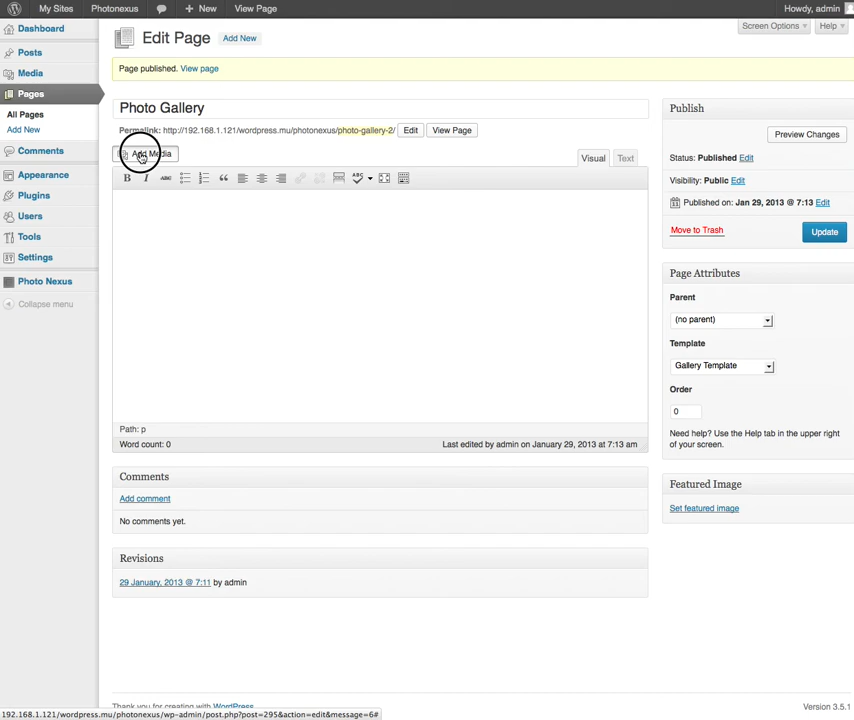 My Sites Photonexus + New View Page Howdy, admin
Dashboard
Posts
Media
Pages
All Pages
Add New
Comments
Appearance
Plugins
Users
Tools
Settings
Photo Nexus
Collapse menu
Screen Options Help
Edit Page Add New
Page published. View page
Photo Gallery
Permalink: http://192.168.1.121/wordpress.mu/photonexus/photo-gallery-2/ Edit View Page
Add Media
Visual Text
B I ABC ABC
Path: p
Word count: 0 Last edited by admin on January 29, 2013 at 7:13 am
Comments
Add comment
No comments yet.
Revisions
29 January, 2013 @ 7:11 by admin
Publish
Preview Changes
Status: Published Edit
Visibility: Public Edit
Published on: Jan 29, 2013 @ 7:13 Edit
Move to Trash Update
Page Attributes
Parent
(no parent)
Template
Gallery Template
Order
0
Need help? Use the Help tab in the upper right
of your screen.
Featured Image
Set featured image
Thank you for creating with WordPress.
Version 3.5.1
192.168.1.121/wordpress.mu/photonexus/wp-admin/post.php?post=295&action=edit&message=6#